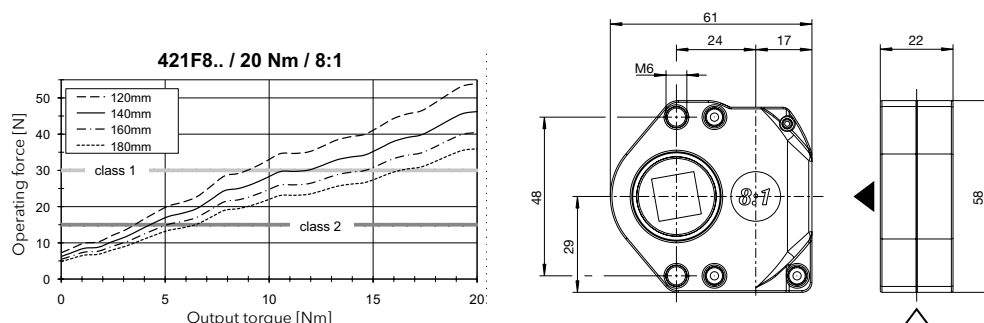 421F8.. / 20 Nm / 8:1
Operating force [N]
50
40
30
20
10
0
120mm
140mm
160mm
180mm
class 1
class 2
0
5
10
15
20
Output torque [Nm]
61
24
17
M6
48
29
8:1
22
58